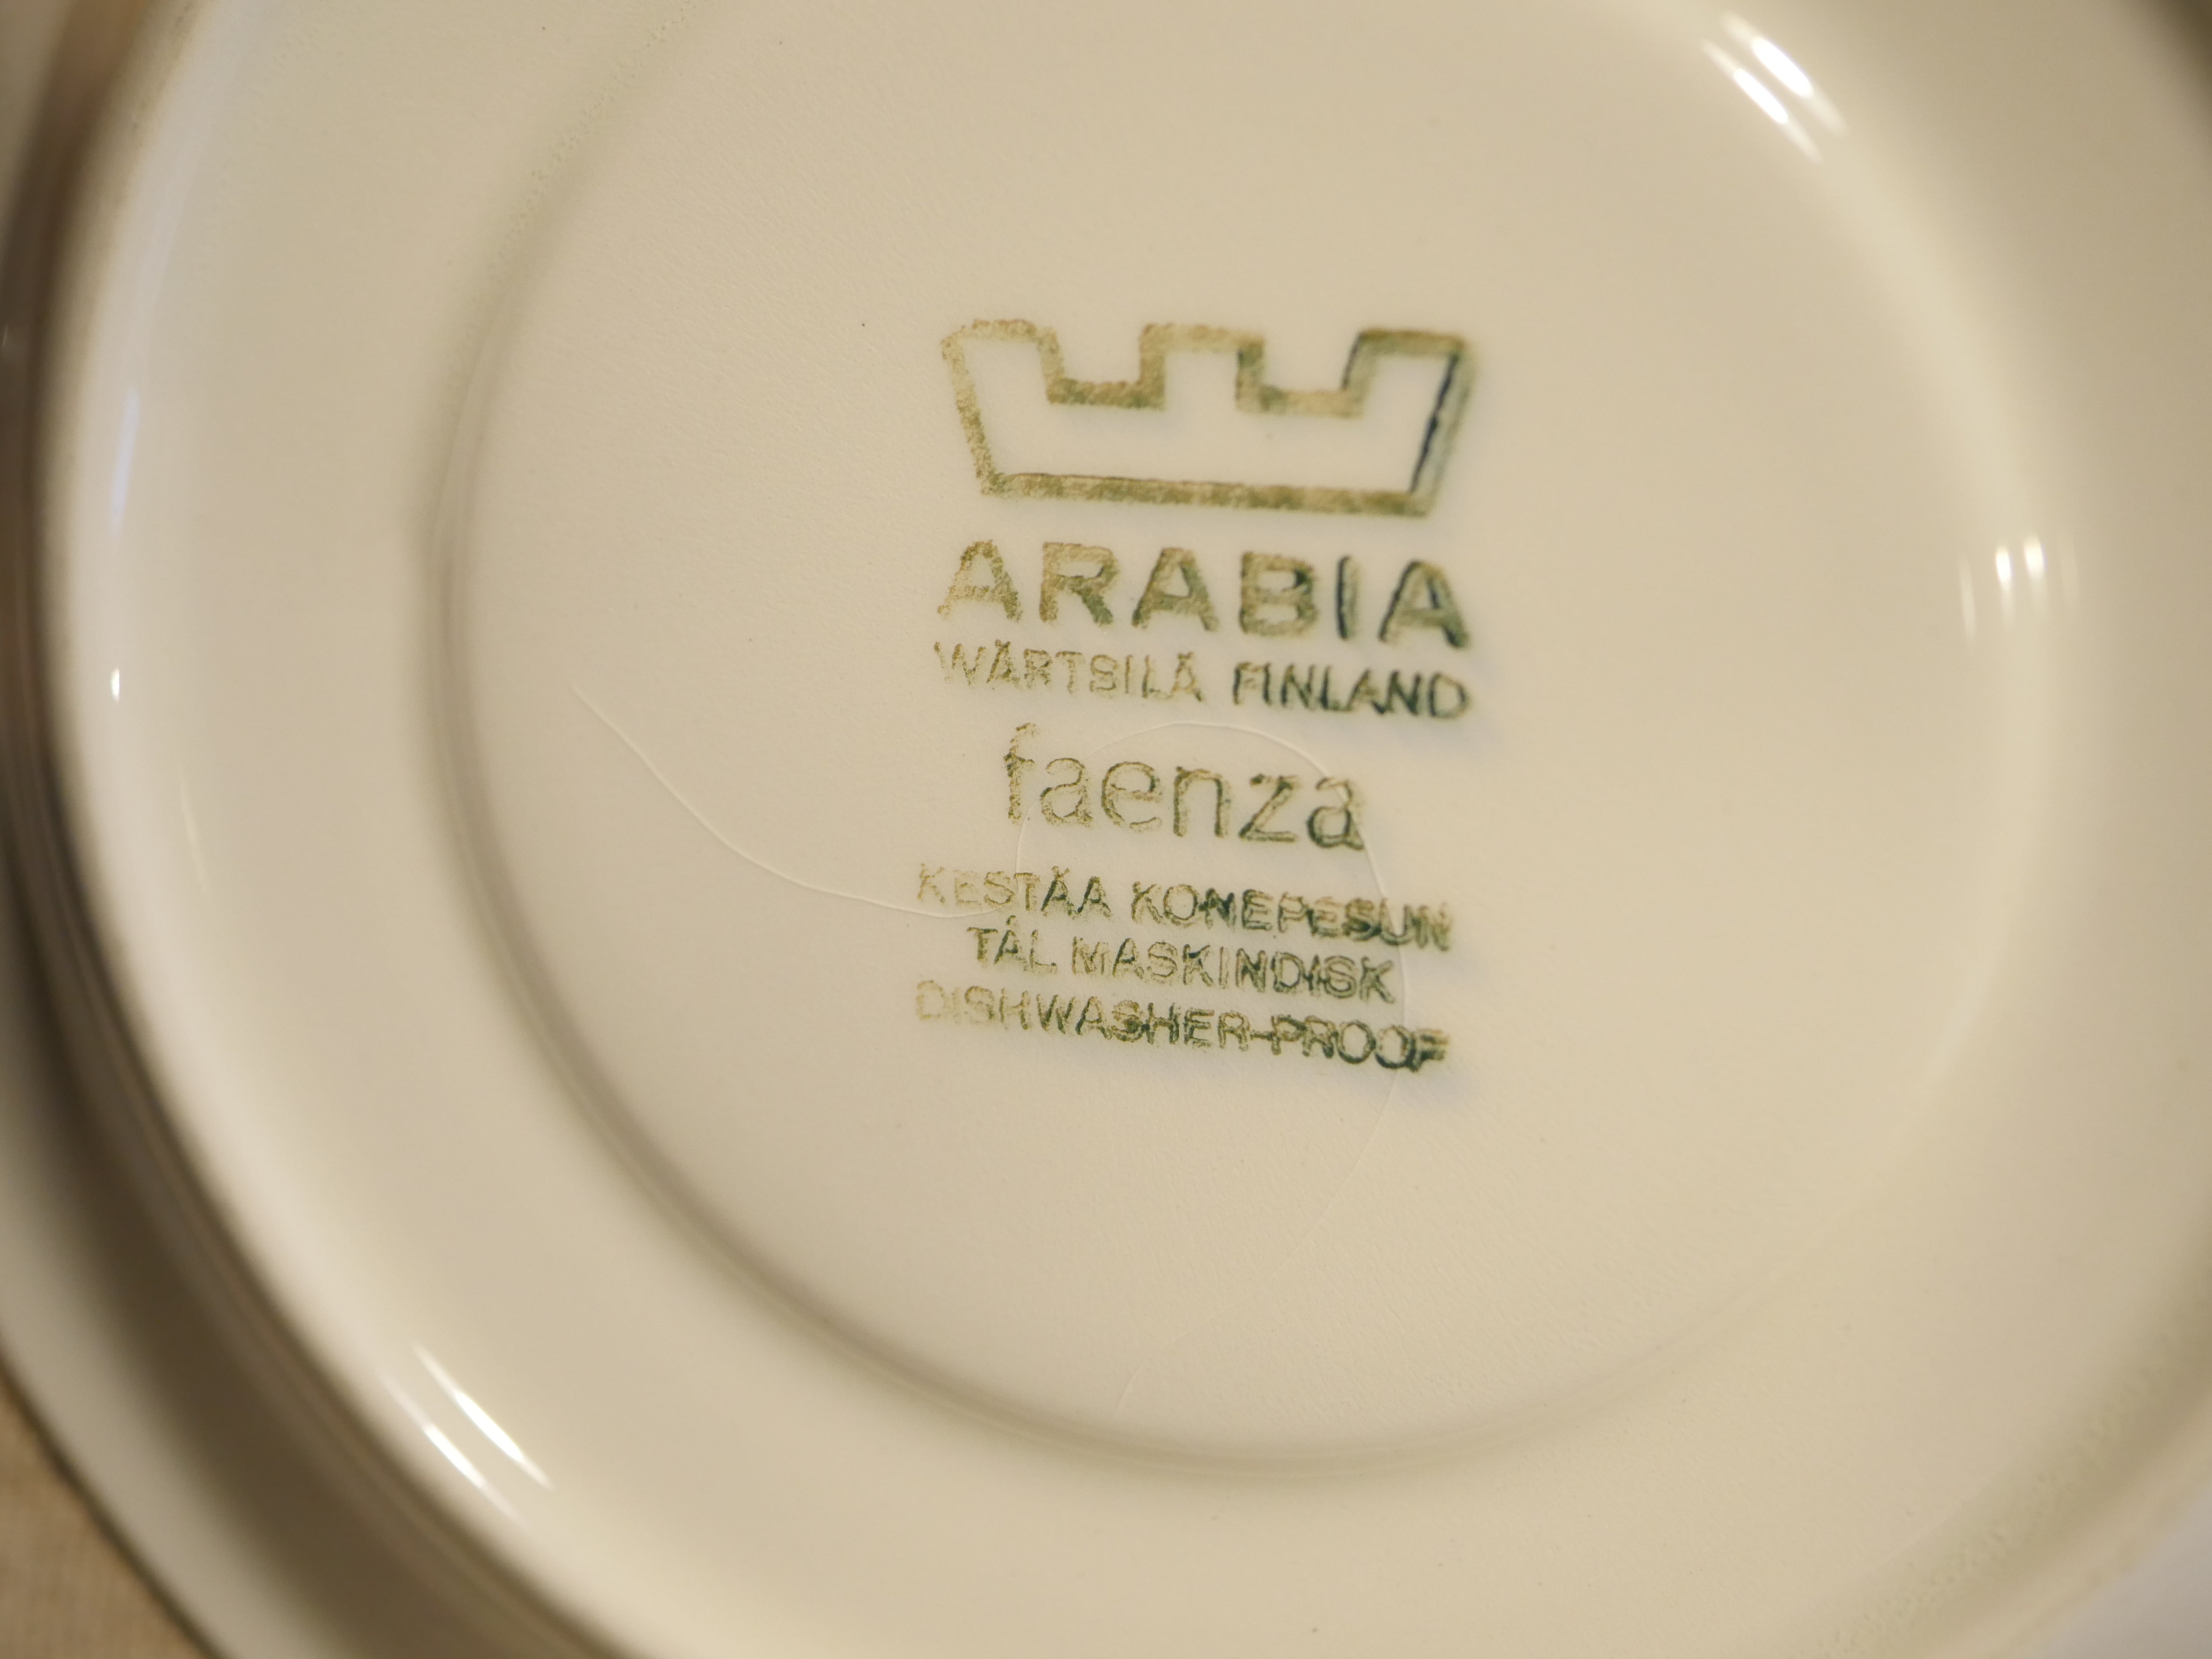 ARABIA
WÄRTSILÄ FINLAND
faenza
KESTÄÄ KONEPESUN
TÅL MASKINDISK
DISHWASHER-PROOF